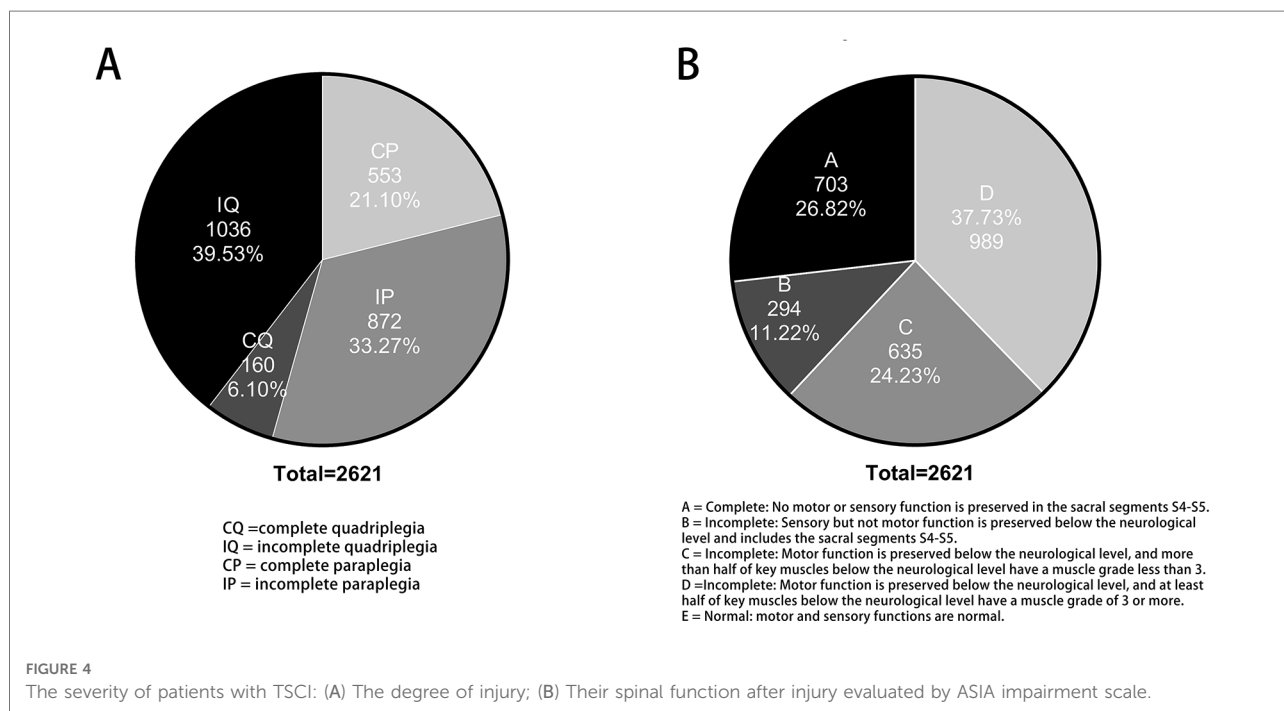 A
CP
553
21.10%
IQ
1036
39.53%
IP
872
33.27%
CQ
160
6.10%
Total=2621
CQ =complete quadriplegia
IQ = incomplete quadriplegia
CP = complete paraplegia
IP = incomplete paraplegia
B
A
703
26.82%
D
37.73%
989
B
294
11.22%
C
635
24.23%
Total=2621
A = Complete: No motor or sensory function is preserved in the sacral segments S4-S5.
B = Incomplete: Sensory but not motor function is preserved below the neurological
level and includes the sacral segments S4-S5.
C = Incomplete: Motor function is preserved below the neurological level, and more
than half of key muscles below the neurological level have a muscle grade less than 3.
D =Incomplete: Motor function is preserved below the neurological level, and at least
half of key muscles below the neurological level have a muscle grade of 3 or more.
E = Normal: motor and sensory functions are normal.
FIGURE 4
The severity of patients with TSCI: (A) The degree of injury; (B) Their spinal function after injury evaluated by ASIA impairment scale.